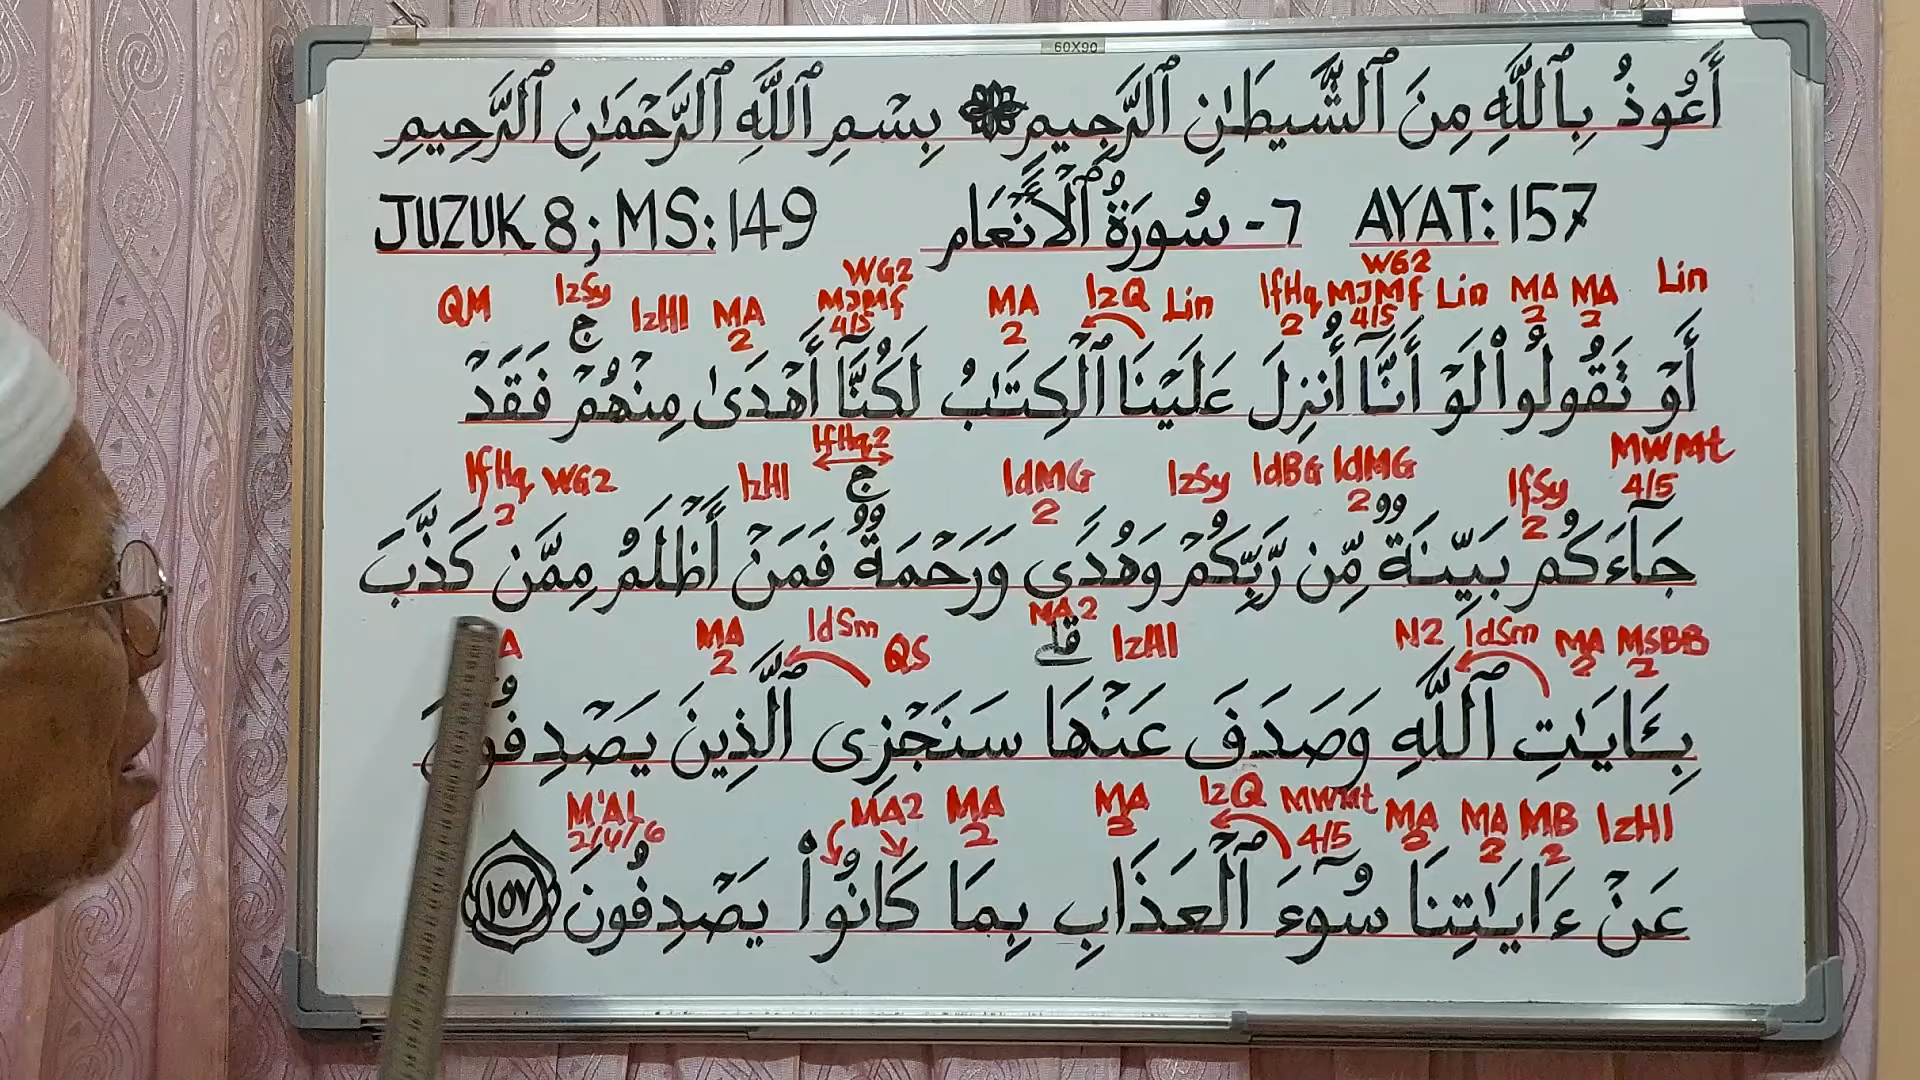 60X90
أَعُوذُ بِٱللَّهِ مِنَ ٱلشَّيْطَـٰنِ ٱلرَّجِيمِ ۞ بِسْمِ ٱللَّهِ ٱلرَّحْمَـٰنِ ٱلرَّحِيمِ
JUZUK 8; MS: 149 سُورَةُ ٱلْأَنْعَام - 7 AYAT: 157
QM IzSy IzHl MA 2 WG2 MJMf 4/5 MA 2 IzQ Lin IfHq 2 WG2 MJMf 4/5 Lin MA 2 MA 2 Lin
أَوْ تَقُولُوا۟ لَوْ أَنَّآ أُنزِلَ عَلَيْنَا ٱلْكِتَـٰبُ لَكُنَّآ أَهْدَىٰ مِنْهُمْ ۚ فَقَدْ
IfHq 2 WG2 IzHl IfHq2 IdMG 2 IzSy IdBG IdMG 2 IfSy 2 MWMt 4/5
جَآءَكُم بَيِّنَةٌ مِّن رَّبِّكُمْ وَهُدًى وَرَحْمَةٌ ۚ فَمَنْ أَظْلَمُ مِمَّن كَذَّبَ
A MA 2 IdSm QS MA2 IzHl N2 IdSm MA 2 MSBB 2
بِـَٔايَـٰتِ ٱللَّهِ وَصَدَفَ عَنْهَا ۗ سَنَجْزِى ٱلَّذِينَ يَصْدِفُونَ
M'AL 2/4/6 MA2 MA 2 MA 2 IzQ MWMt 4/5 MA 2 MA 2 MB 2 IzHl
عَنْ ءَايَـٰتِنَا سُوٓءَ ٱلْعَذَابِ بِمَا كَانُوا۟ يَصْدِفُونَ ١٥٧